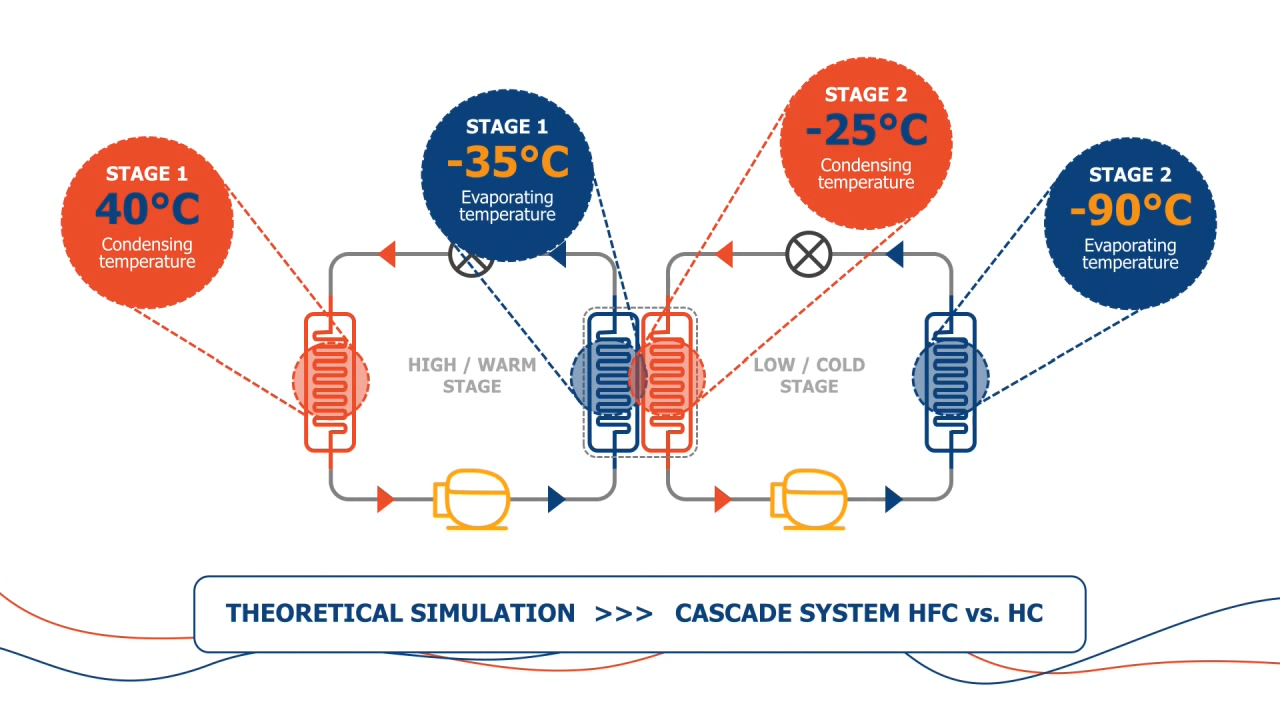 STAGE 1
40°C
Condensing
temperature
STAGE 1
-35°C
Evaporating
temperature
STAGE 2
-25°C
Condensing
temperature
STAGE 2
-90°C
Evaporating
temperature
HIGH / WARM
STAGE
LOW / COLD
STAGE
THEORETICAL SIMULATION >>> CASCADE SYSTEM HFC vs. HC